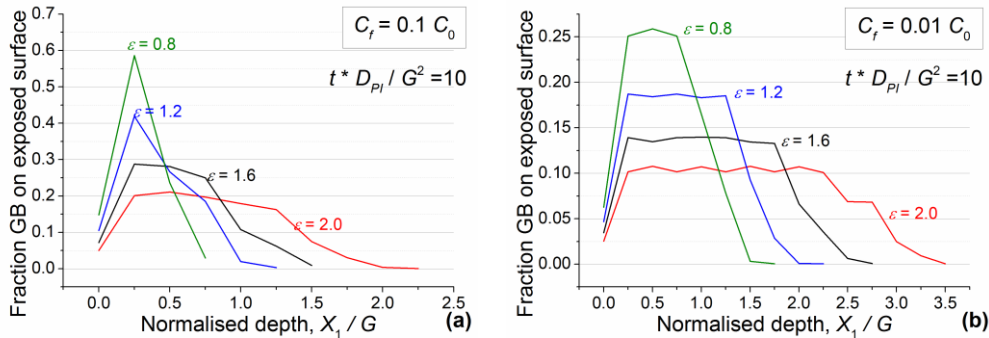 C_f = 0.1 C_0
t * D_PI / G^2 =10
ε = 0.8
ε = 1.2
ε = 1.6
ε = 2.0
Fraction GB on exposed surface
0.7
0.6
0.5
0.4
0.3
0.2
0.1
0.0
0.0 0.5 1.0 1.5 2.0 2.5
Normalised depth, X_1 / G
(a)
C_f = 0.01 C_0
t * D_PI / G^2 =10
ε = 0.8
ε = 1.2
ε = 1.6
ε = 2.0
Fraction GB on exposed surface
0.25
0.20
0.15
0.10
0.05
0.00
0.0 0.5 1.0 1.5 2.0 2.5 3.0 3.5
Normalised depth, X_1 / G
(b)